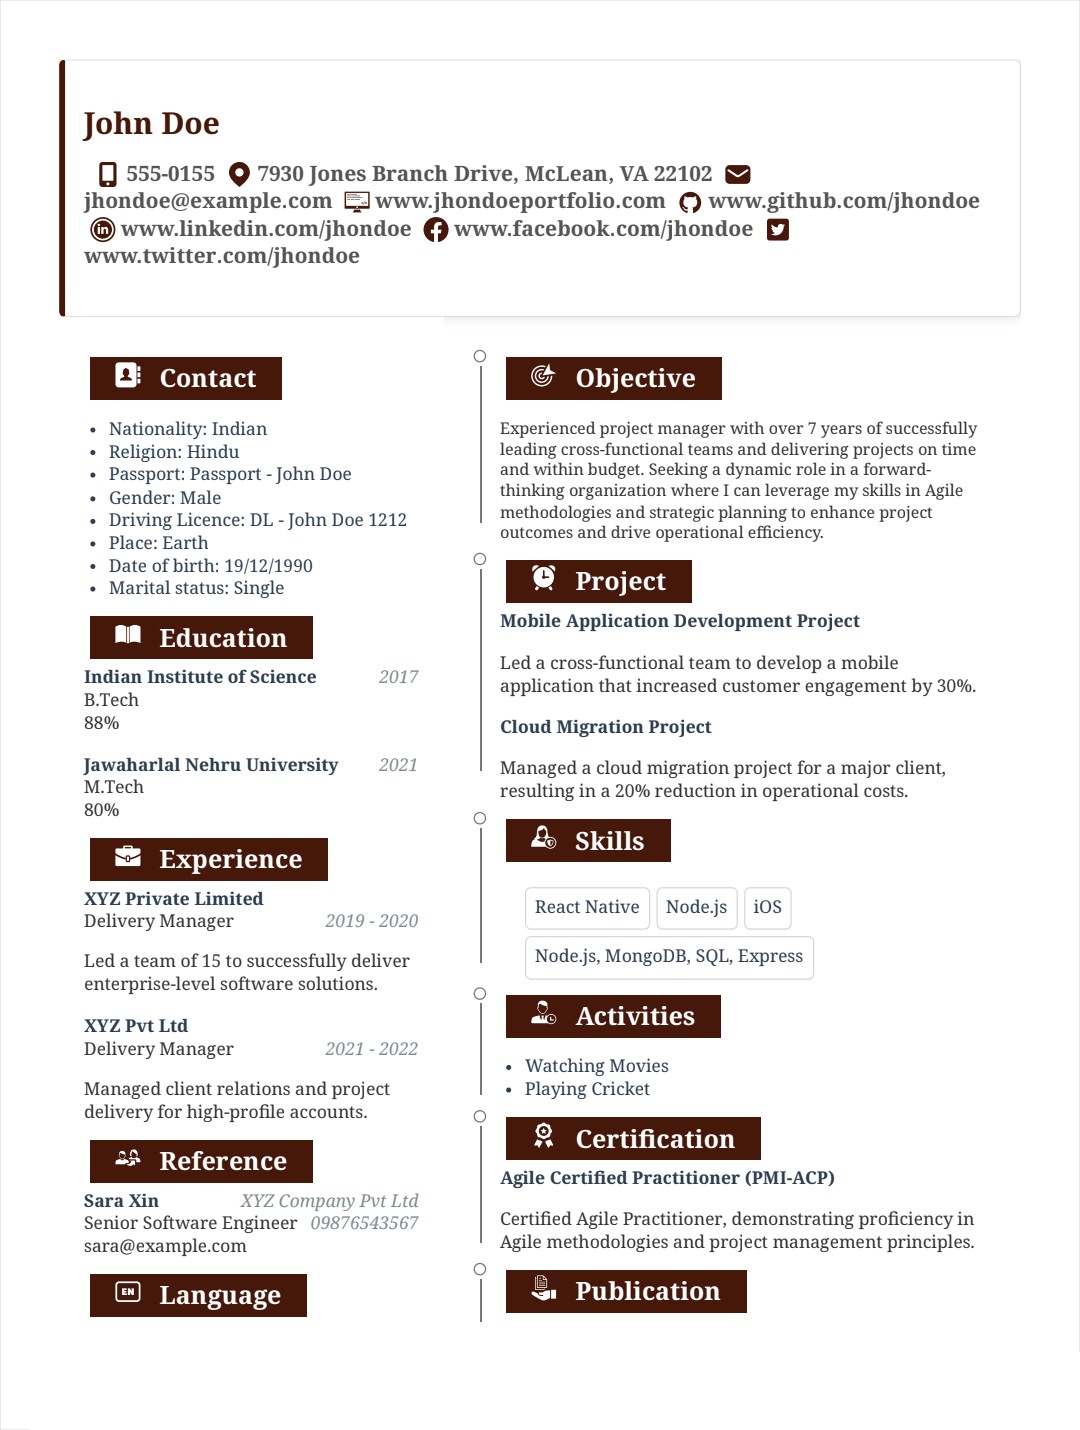 John Doe
555-0155 7930 Jones Branch Drive, McLean, VA 22102
jhondoe@example.com www.jhondoeportfolio.com www.github.com/jhondoe
www.linkedin.com/jhondoe www.facebook.com/jhondoe
www.twitter.com/jhondoe
Contact
• Nationality: Indian
• Religion: Hindu
• Passport: Passport - John Doe
• Gender: Male
• Driving Licence: DL - John Doe 1212
• Place: Earth
• Date of birth: 19/12/1990
• Marital status: Single
Education
Indian Institute of Science 2017
B.Tech
88%
Jawaharlal Nehru University 2021
M.Tech
80%
Experience
XYZ Private Limited
Delivery Manager 2019 - 2020
Led a team of 15 to successfully deliver
enterprise-level software solutions.
XYZ Pvt Ltd
Delivery Manager 2021 - 2022
Managed client relations and project
delivery for high-profile accounts.
Reference
Sara Xin XYZ Company Pvt Ltd
Senior Software Engineer 09876543567
sara@example.com
EN Language
Objective
Experienced project manager with over 7 years of successfully
leading cross-functional teams and delivering projects on time
and within budget. Seeking a dynamic role in a forward-
thinking organization where I can leverage my skills in Agile
methodologies and strategic planning to enhance project
outcomes and drive operational efficiency.
Project
Mobile Application Development Project
Led a cross-functional team to develop a mobile
application that increased customer engagement by 30%.
Cloud Migration Project
Managed a cloud migration project for a major client,
resulting in a 20% reduction in operational costs.
Skills
React Native Node.js iOS
Node.js, MongoDB, SQL, Express
Activities
• Watching Movies
• Playing Cricket
Certification
Agile Certified Practitioner (PMI-ACP)
Certified Agile Practitioner, demonstrating proficiency in
Agile methodologies and project management principles.
Publication